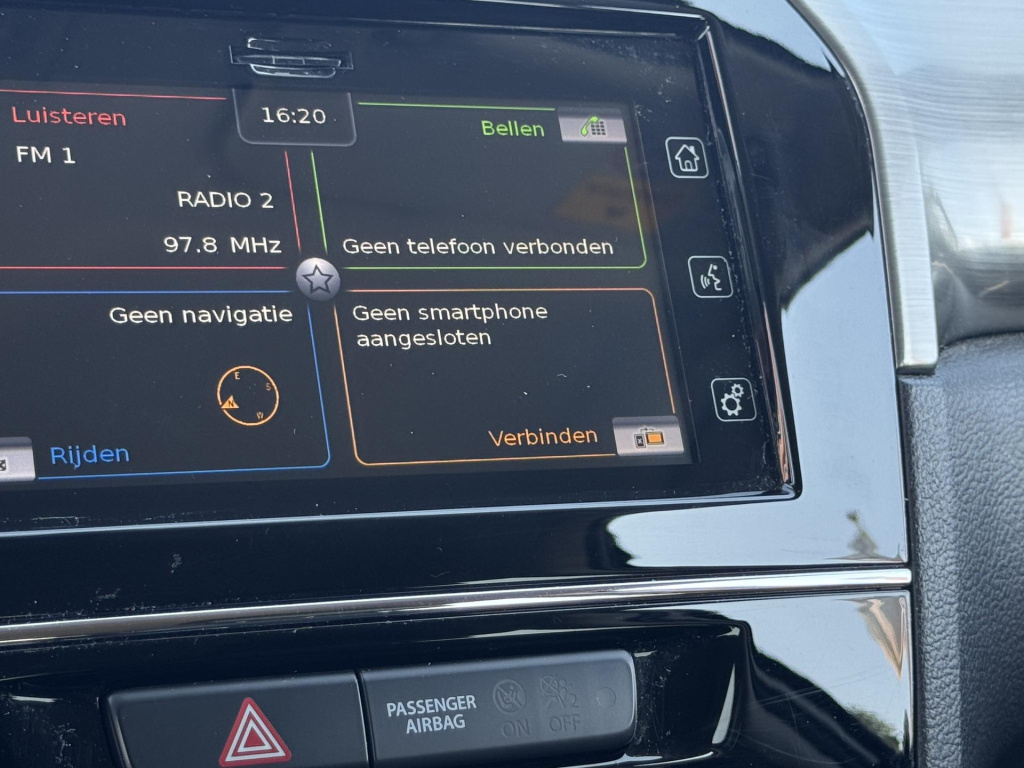 16:20
Luisteren
FM 1
RADIO 2
97.8 MHz
Bellen
Geen telefoon verbonden
Geen navigatie
E
S
N
W
Rijden
Geen smartphone
aangesloten
Verbinden
PASSENGER
AIRBAG
ON
OFF
2